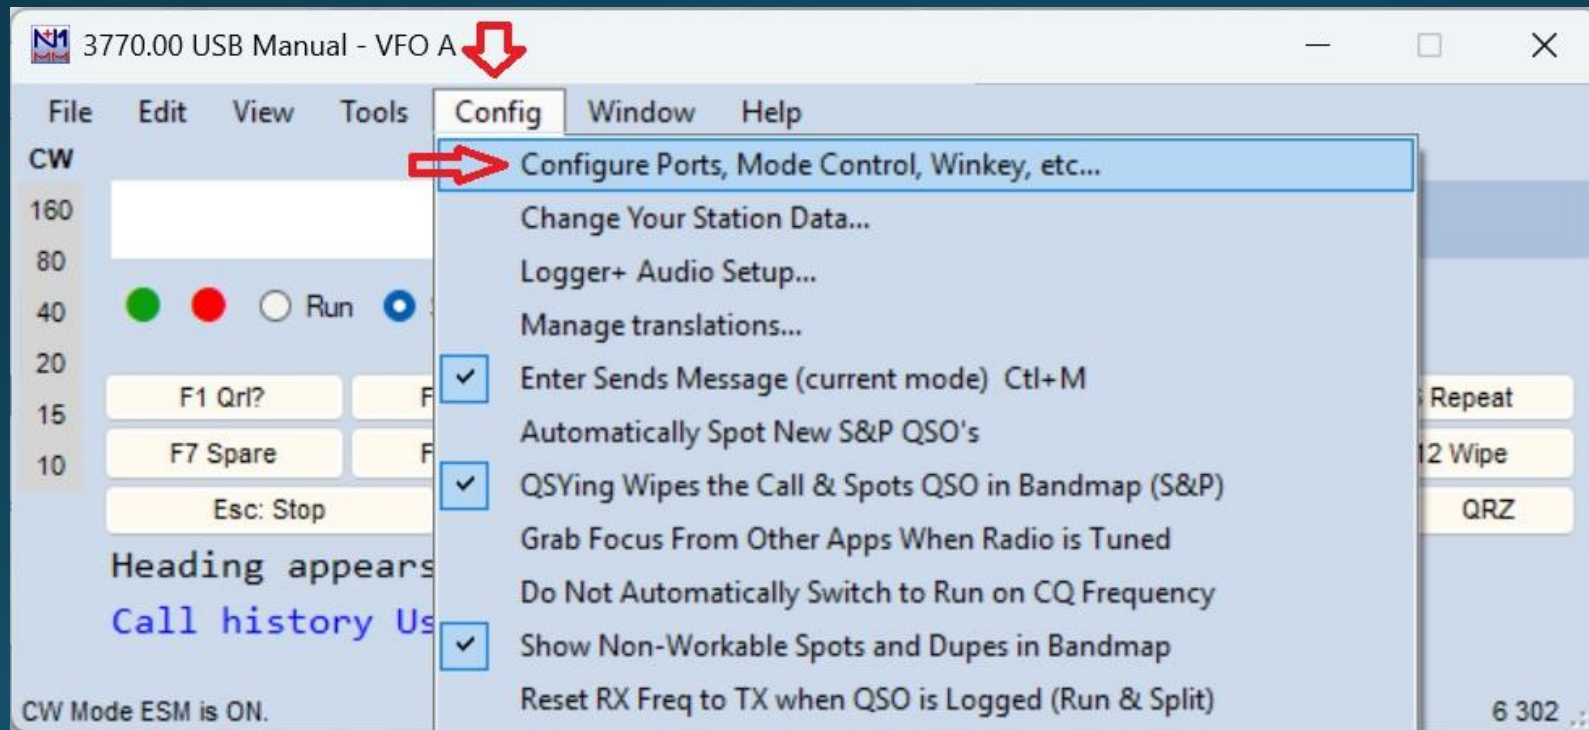 3770.00 USB Manual - VFO A
File Edit View Tools Config Window Help
CW
Configure Ports, Mode Control, Winkey, etc...
160
Change Your Station Data...
80
Logger+ Audio Setup...
40
Run
Manage translations...
20
Enter Sends Message (current mode) Ctl+M
F1 Qrl?
F
Repeat
15
Automatically Spot New S&P QSO's
F7 Spare
F
12 Wipe
10
QSYing Wipes the Call & Spots QSO in Bandmap (S&P)
Esc: Stop
QRZ
Grab Focus From Other Apps When Radio is Tuned
Heading appears
Do Not Automatically Switch to Run on CQ Frequency
Call history Us
Show Non-Workable Spots and Dupes in Bandmap
Reset RX Freq to TX when QSO is Logged (Run & Split)
CW Mode ESM is ON.
6 302